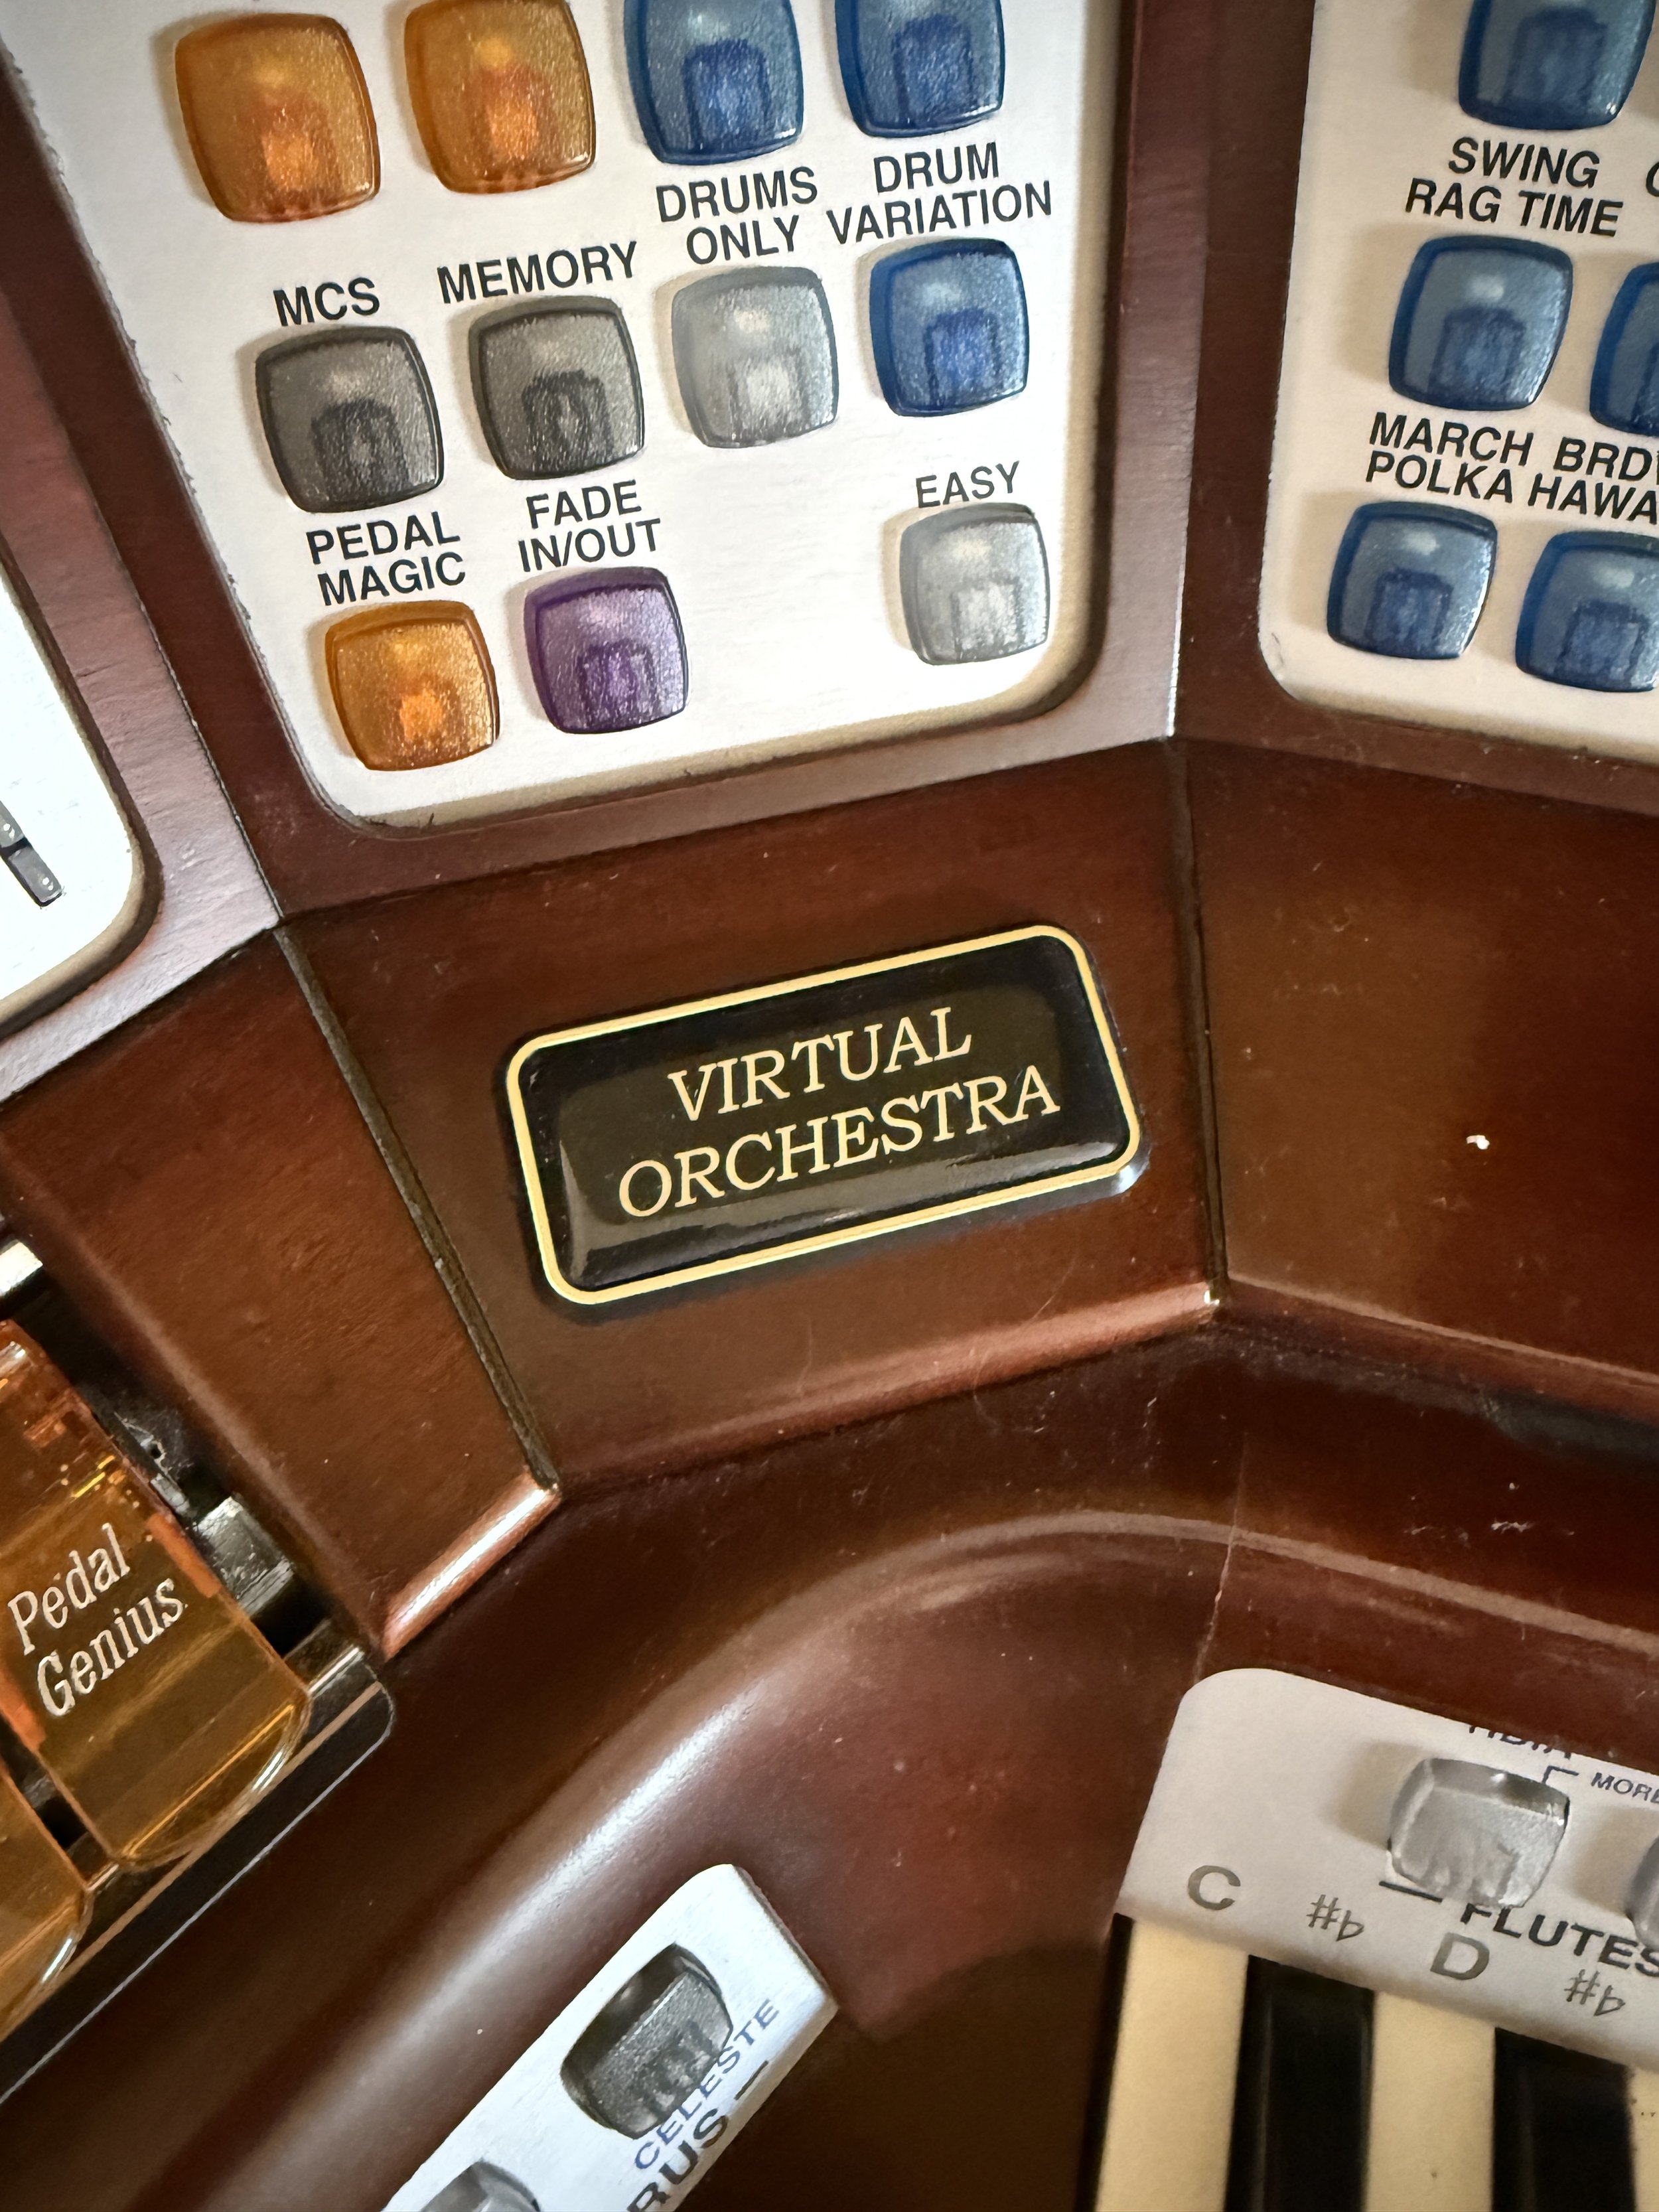 DRUMS
ONLY
DRUM
VARIATION
MCS
MEMORY
PEDAL
MAGIC
FADE
IN/OUT
EASY
SWING
RAG TIME
MARCH
POLKA
VIRTUAL
ORCHESTRA
Pedal
Genius
C
#♭
FLUTES
D
#♭
CELESTE